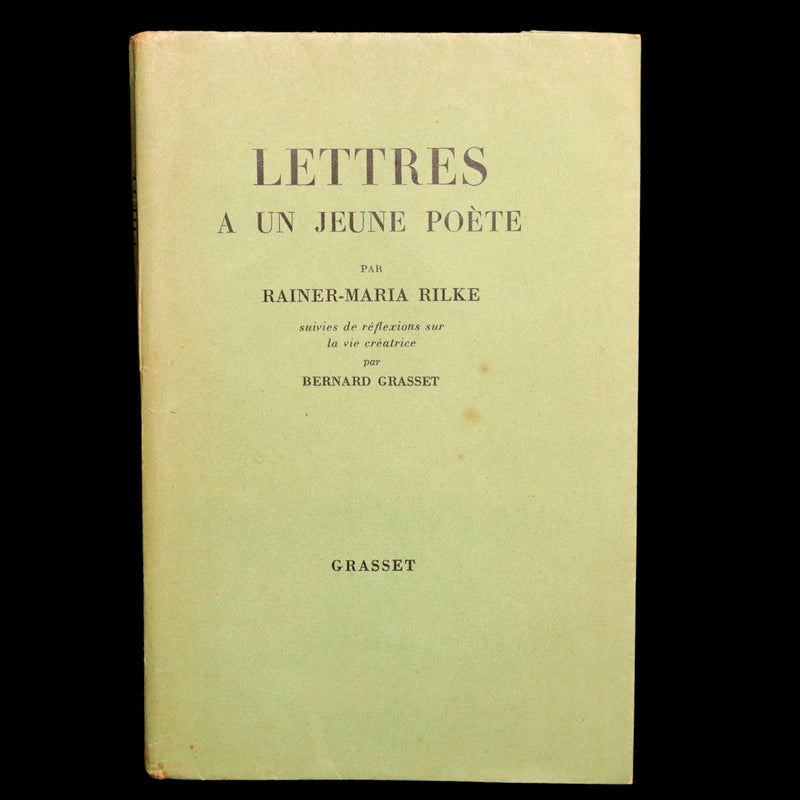 LETTRES
A UN JEUNE POÈTE
PAR
RAINER-MARIA RILKE
suivies de réflexions sur
la vie créatrice
par
BERNARD GRASSET
GRASSET